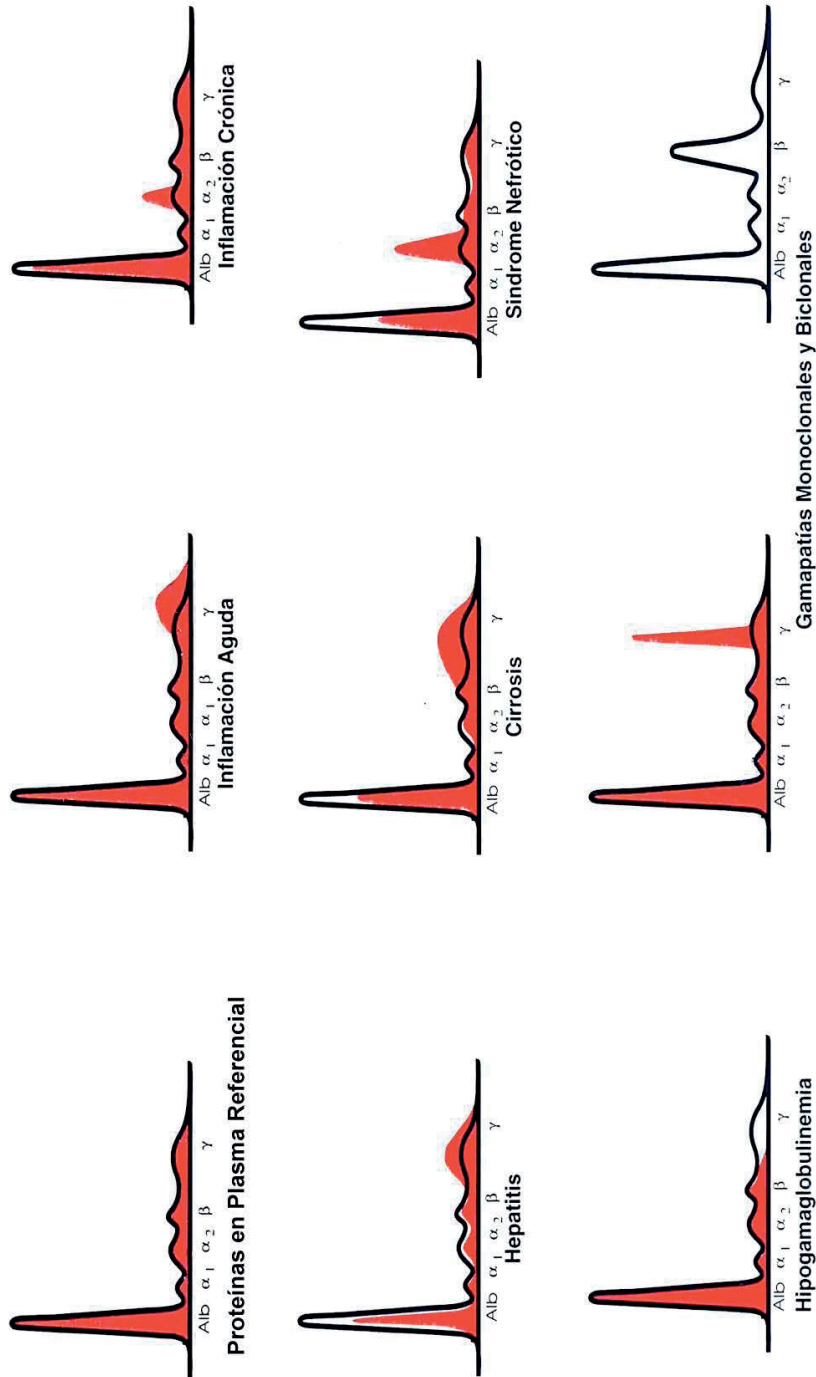 Alb α₁ α₂ β γ
Proteínas en Plasma Referencial
Alb α₁ α₁ β γ
Inflamación Aguda
Alb α₁ α₂ β γ
Inflamación Crónica
Alb α₁ α₂ β γ
Hepatitis
Alb α₁ α₂ β γ
Cirrosis
Alb α₁ α₂ β γ
Síndrome Nefrótico
Alb α₁ α₂ β γ
Hipogamaglobulinemia
Alb α₁ α₂ β γ
Alb α₁ α₂ β γ
Gamapatías Monoclonales y Biclonales